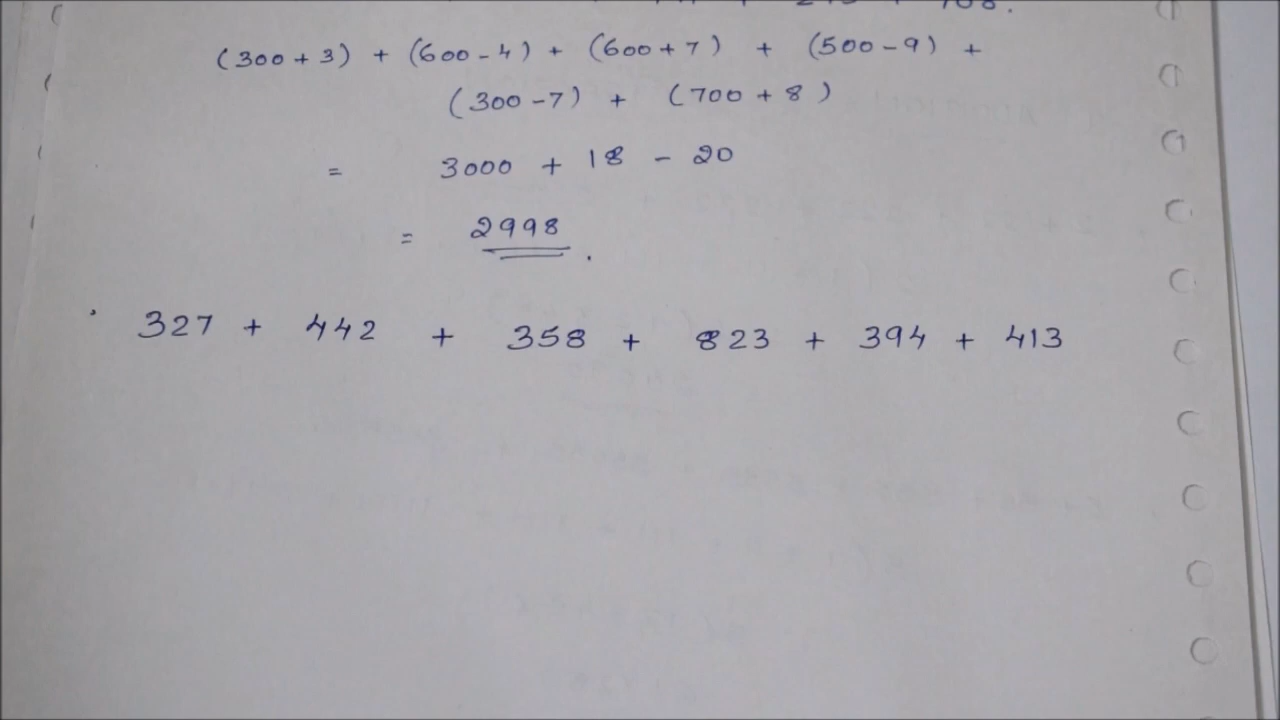 (300 + 3) + (600 - 4) + (600 + 7) + (500 - 9) +
(300 - 7) + (700 + 8)
= 3000 + 18 - 20
= 2998.
327 + 442 + 358 + 823 + 394 + 413